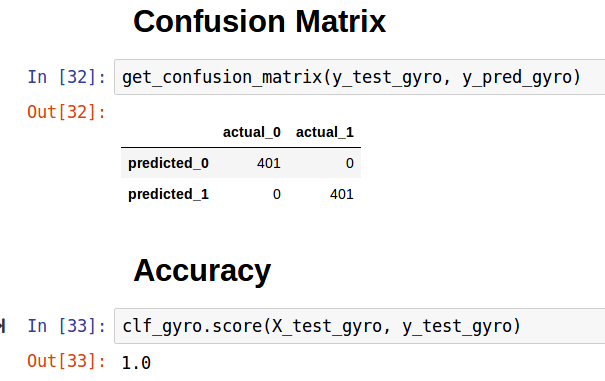 Confusion Matrix
In [32]: get_confusion_matrix(y_test_gyro, y_pred_gyro)
Out[32]:
actual_0 actual_1
predicted_0 401 0
predicted_1 0 401
Accuracy
In [33]: clf_gyro.score(X_test_gyro, y_test_gyro)
Out[33]: 1.0